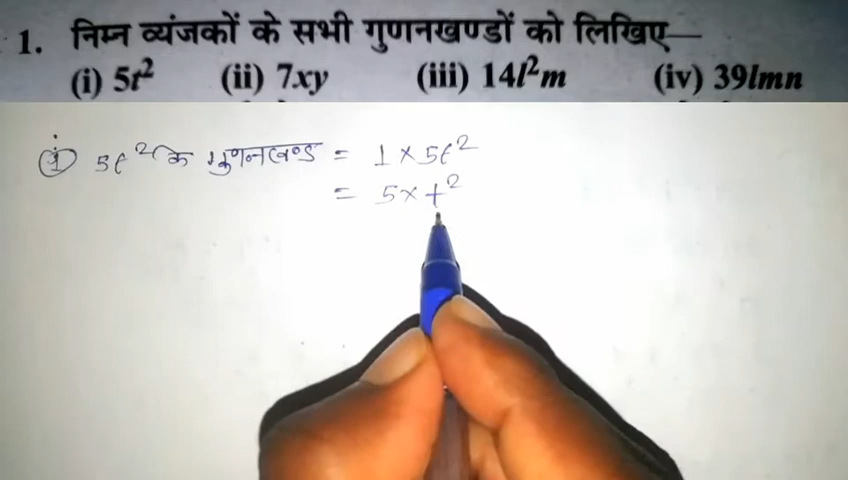 1. निम्न व्यंजकों के सभी गुणनखण्डों को लिखिए—
(i) 5t² (ii) 7xy (iii) 14l²m (iv) 39lmn
(i) 5t² के गुणनखण्ड = 1 × 5t²
= 5 × t²